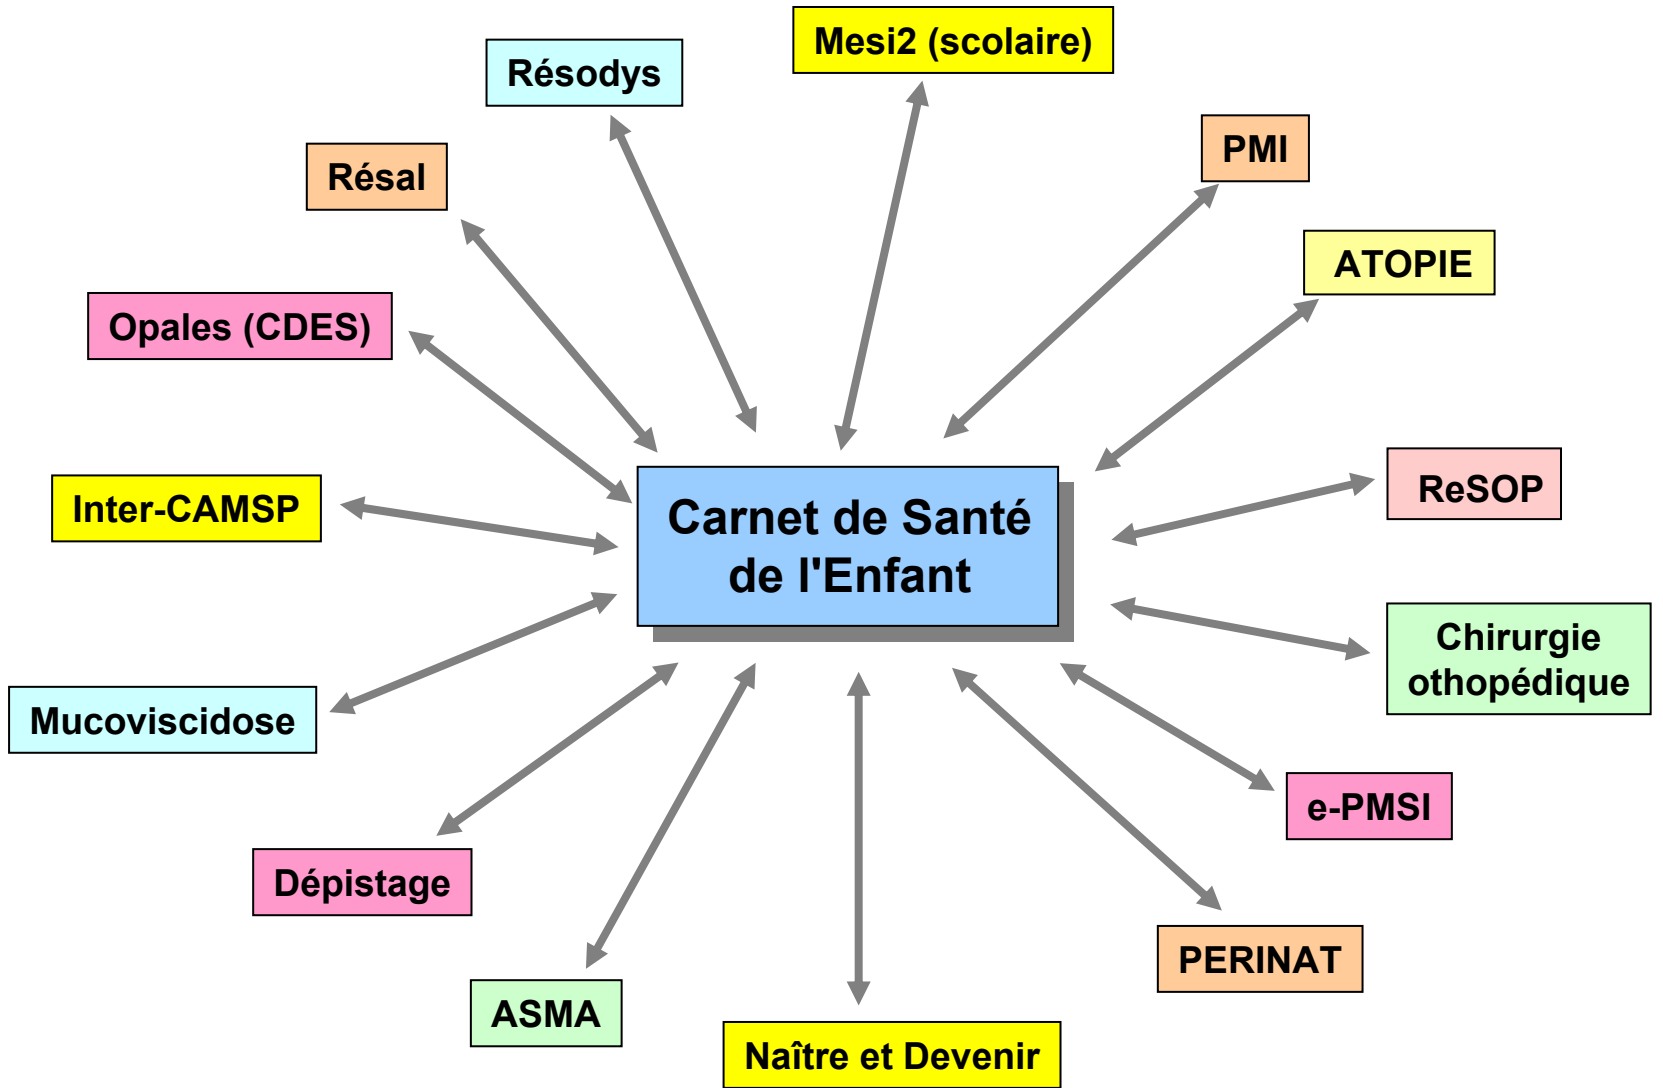 Mesi2 (scolaire)
Résodys
PMI
Résal
ATOPIE
Opales (CDES)
ReSOP
Inter-CAMSP
Carnet de Santé
de l'Enfant
Chirurgie
othopédique
Mucoviscidose
e-PMSI
Dépistage
PERINAT
ASMA
Naître et Devenir